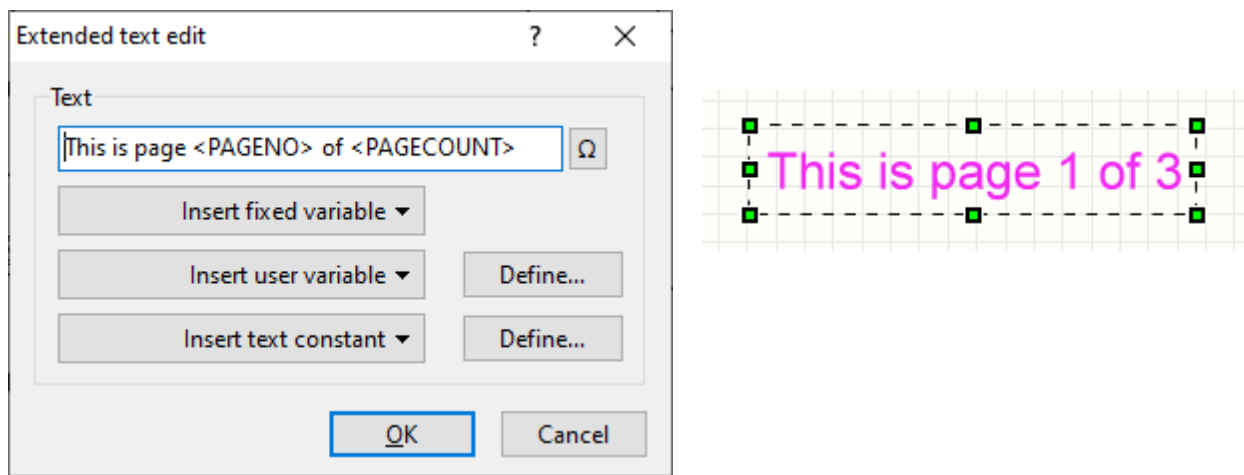 Extended text edit ? X
Text
This is page <PAGENO> of <PAGECOUNT> Ω
Insert fixed variable
Insert user variable Define...
Insert text constant Define...
OK Cancel
This is page 1 of 3